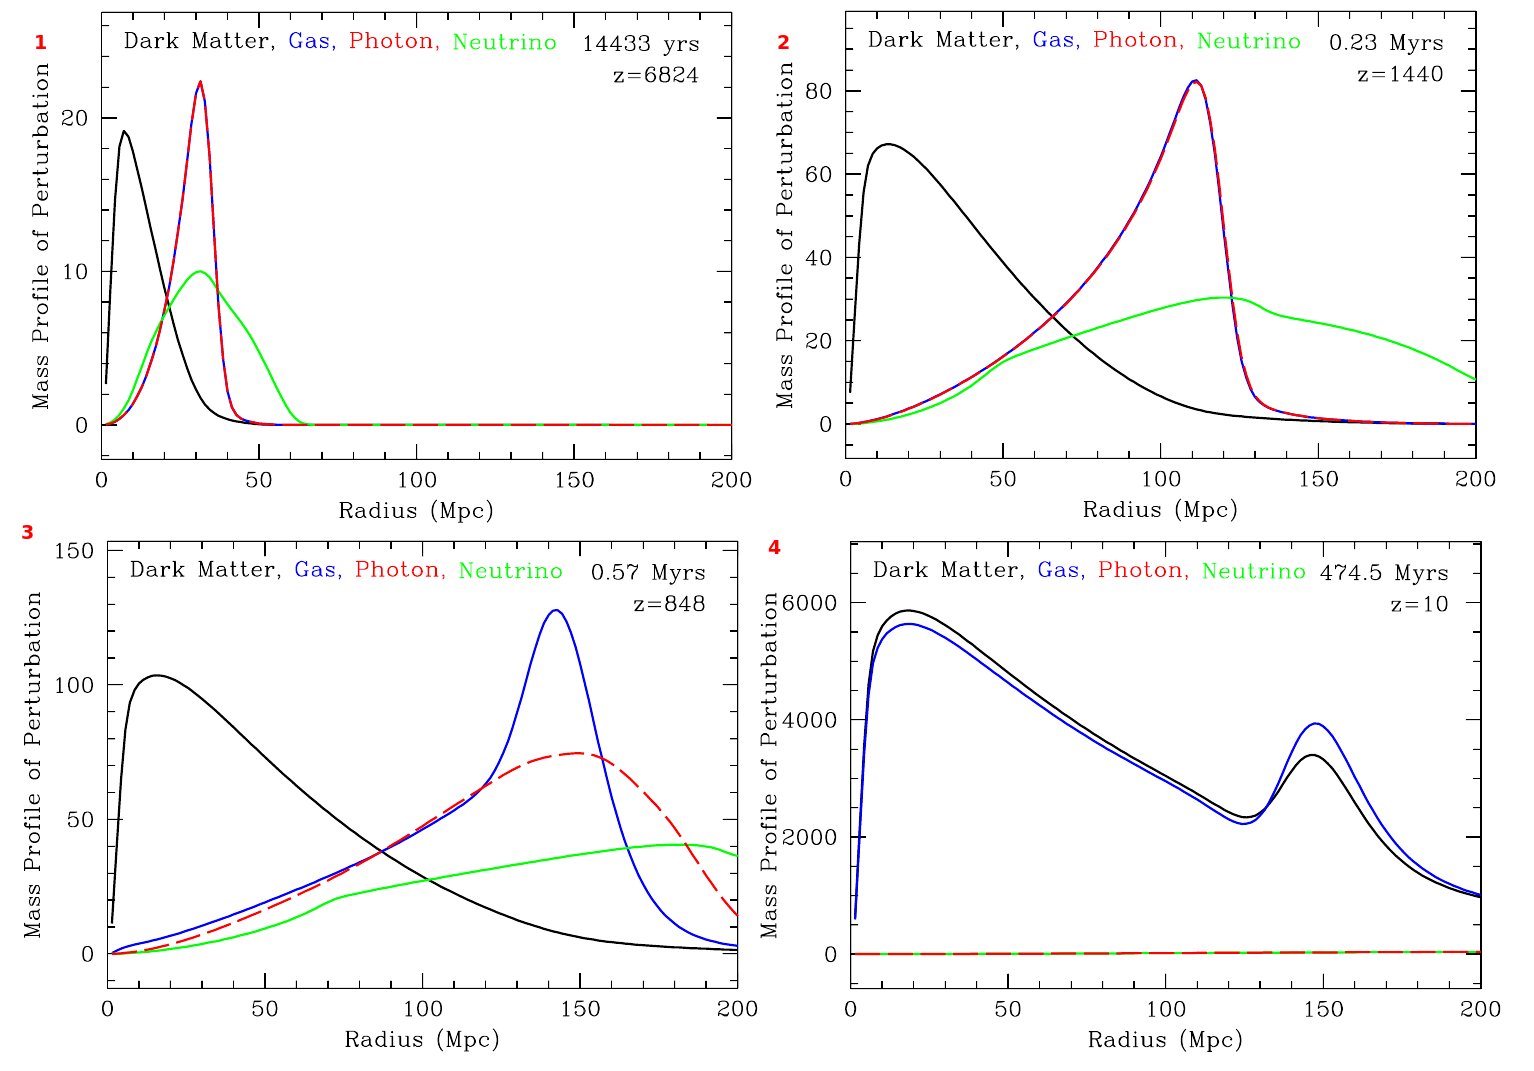 1
Dark Matter, Gas, Photon, Neutrino
14433 yrs
z=6824
Mass Profile of Perturbation
20
10
0
0 50 100 150 200
Radius (Mpc)
2
Dark Matter, Gas, Photon, Neutrino
0.23 Myrs
z=1440
Mass Profile of Perturbation
80
60
40
20
0
0 50 100 150 200
Radius (Mpc)
3
Dark Matter, Gas, Photon, Neutrino
0.57 Myrs
z=848
Mass Profile of Perturbation
150
100
50
0
0 50 100 150 200
Radius (Mpc)
4
Dark Matter, Gas, Photon, Neutrino
474.5 Myrs
z=10
Mass Profile of Perturbation
6000
4000
2000
0
0 50 100 150 200
Radius (Mpc)